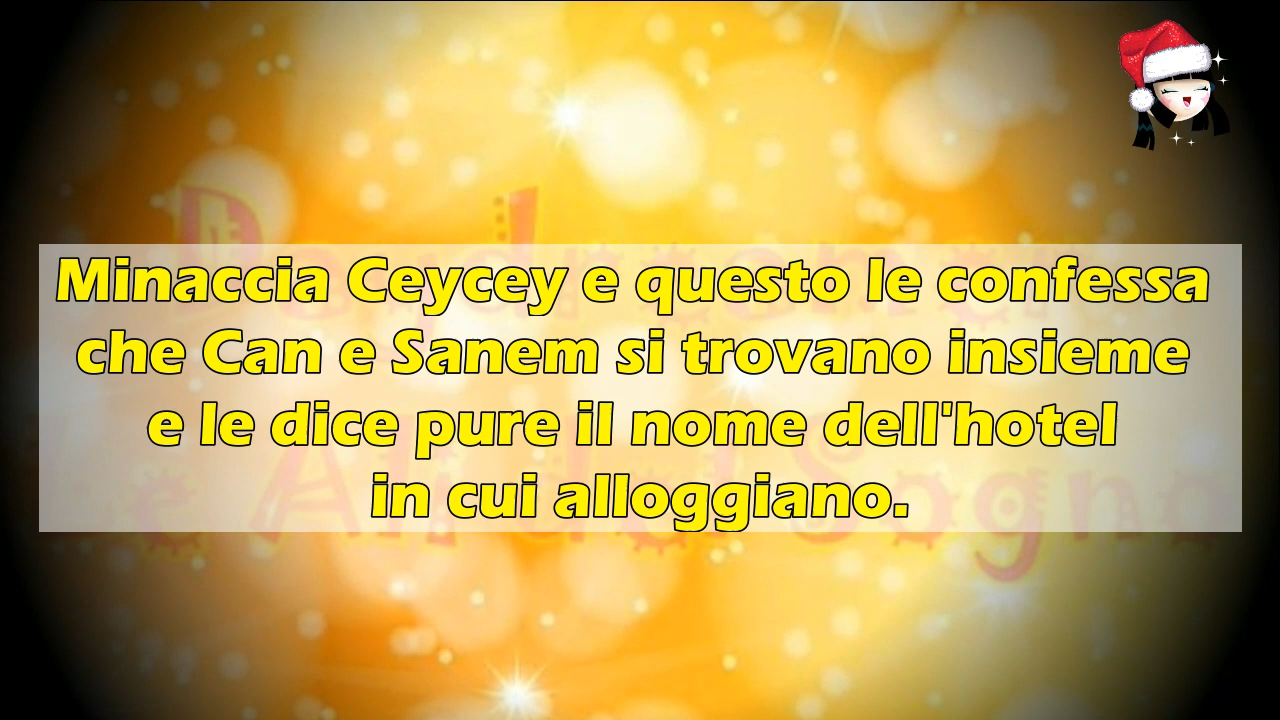 Minaccia Ceycey e questo le confessa
che Can e Sanem si trovano insieme
e le dice pure il nome dell'hotel
in cui alloggiano.